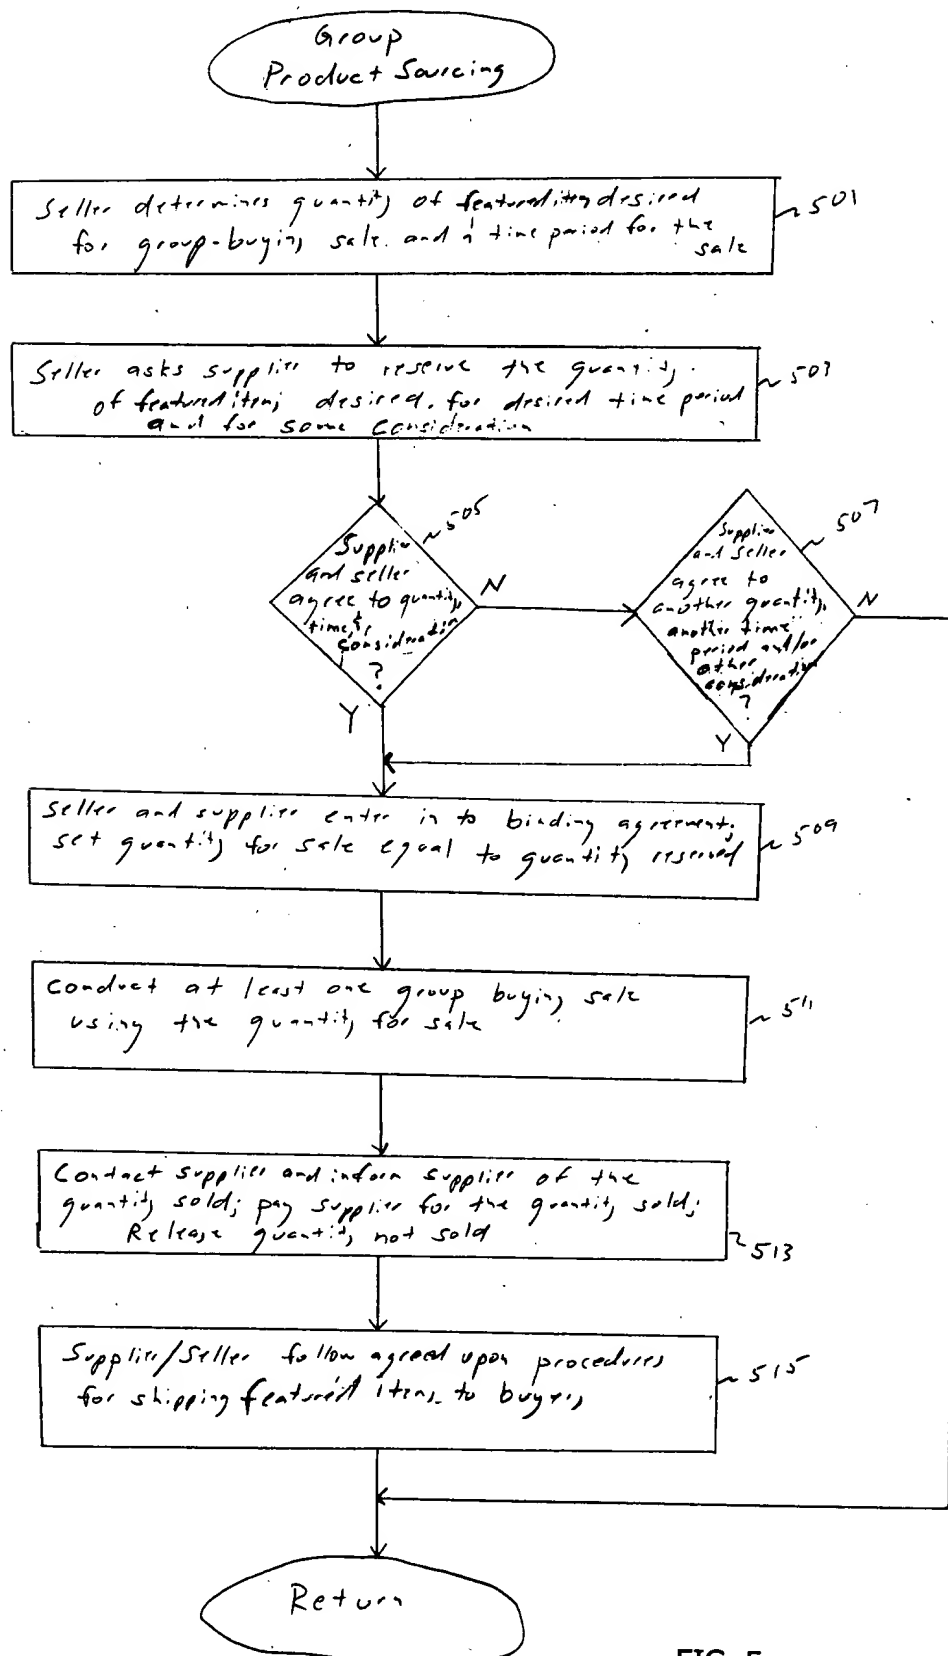 Group
Product Sourcing
Seller determines quantity of featured item desired
for group-buying sale and a time period for the
sale
501
Seller asks supplier to reserve the quantity
of featured items desired, for desired time period
and for some consideration
503
505
Supplier
and seller
agree to quantity,
time, &
consideration
?
N
Y
507
Supplier
and seller
agree to
another quantity,
another time
period and/or
other
consideration
?
N
Y
Seller and supplier enter in to binding agreement;
set quantity for sale equal to quantity reserved
509
Conduct at least one group buying sale
using the quantity for sale
511
Contact supplier and inform supplier of the
quantity sold; pay supplier for the quantity sold;
Release quantity not sold
513
Supplier/Seller follow agreed upon procedures
for shipping featured items to buyers
515
Return
FIG. 5